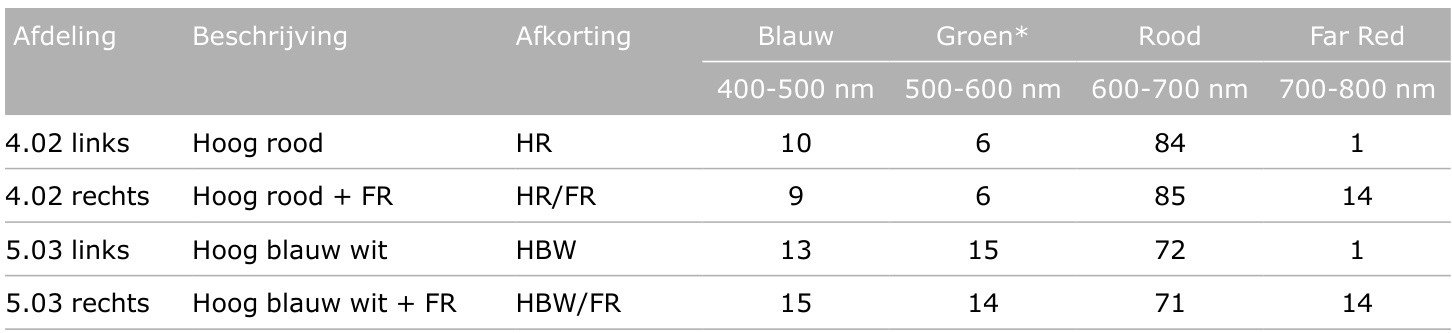 Afdeling Beschrijving Afkorting Blauw Groen* Rood Far Red
400-500 nm 500-600 nm 600-700 nm 700-800 nm
4.02 links Hoog rood HR 10 6 84 1
4.02 rechts Hoog rood + FR HR/FR 9 6 85 14
5.03 links Hoog blauw wit HBW 13 15 72 1
5.03 rechts Hoog blauw wit + FR HBW/FR 15 14 71 14